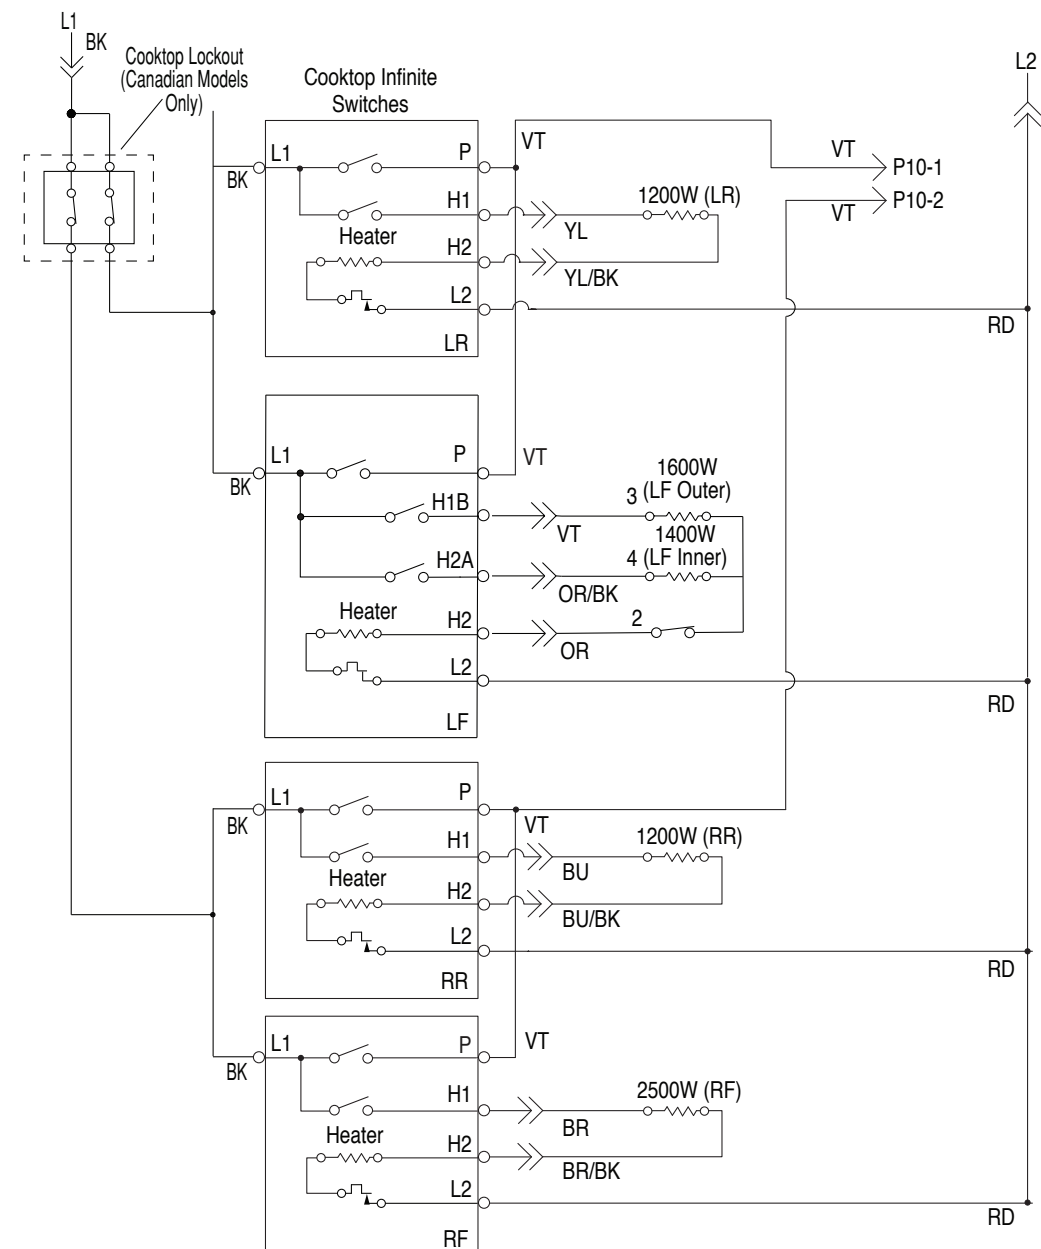 L1
BK
Cooktop Lockout
(Canadian Models
Only)
Cooktop Infinite
Switches
L2
L1
BK
P
VT
VT
P10-1
H1
YL
1200W (LR)
VT
P10-2
Heater
H2
YL/BK
L2
RD
LR
L1
BK
P
VT
H1B
VT
1600W
3 (LF Outer)
H2A
OR/BK
1400W
4 (LF Inner)
Heater
H2
OR
2
L2
RD
LF
L1
BK
P
VT
H1
BU
1200W (RR)
Heater
H2
BU/BK
L2
RD
RR
L1
BK
P
VT
H1
BR
2500W (RF)
Heater
H2
BR/BK
L2
RD
RF